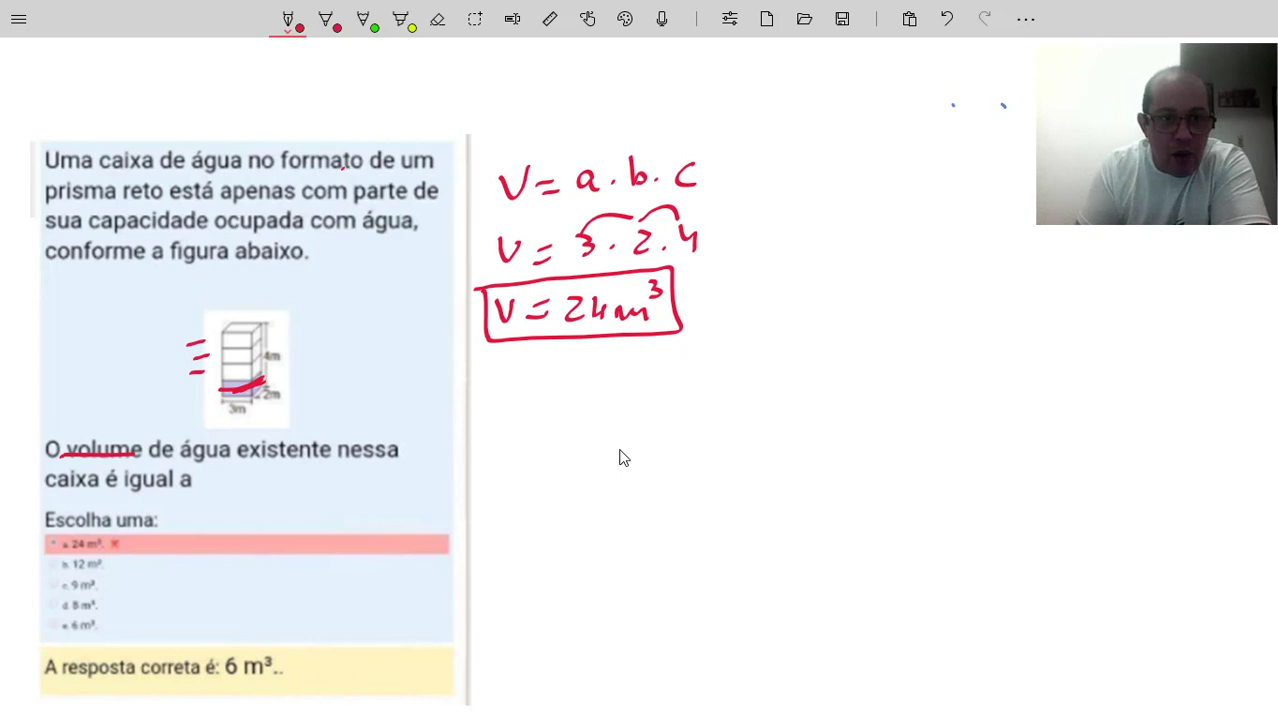 Uma caixa de água no formato de um
prisma reto está apenas com parte de
sua capacidade ocupada com água,
conforme a figura abaixo.
4m
2m
3m
O volume de água existente nessa
caixa é igual a
Escolha uma:
a. 24 m³.
b. 12 m³.
c. 9 m³.
d. 8 m³.
e. 6 m³.
A resposta correta é: 6 m³..
V = a . b . c
V = 3 . 2 . 4
V = 24 m³